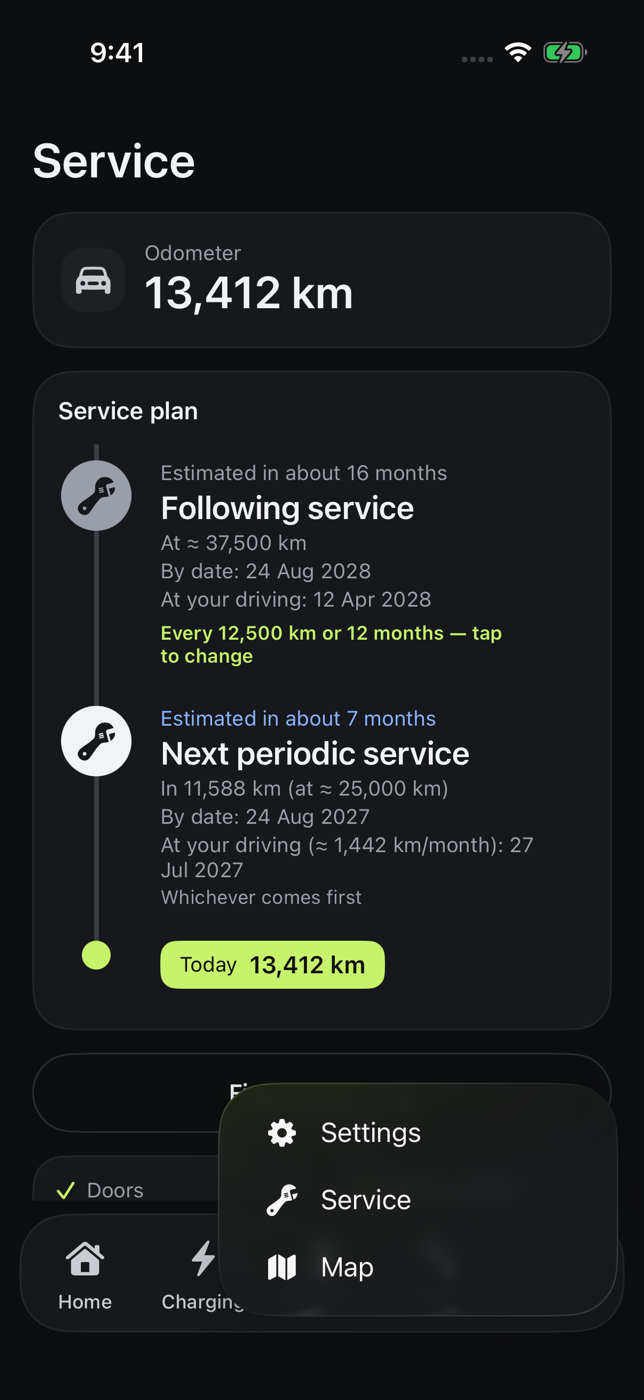 9:41
Service
Odometer
13,412 km
Service plan
Estimated in about 16 months
Following service
At ≈ 37,500 km
By date: 24 Aug 2028
At your driving: 12 Apr 2028
Every 12,500 km or 12 months — tap
to change
Estimated in about 7 months
Next periodic service
In 11,588 km (at ≈ 25,000 km)
By date: 24 Aug 2027
At your driving (≈ 1,442 km/month): 27
Jul 2027
Whichever comes first
Today 13,412 km
Settings
Doors
Service
Map
Home
Charging